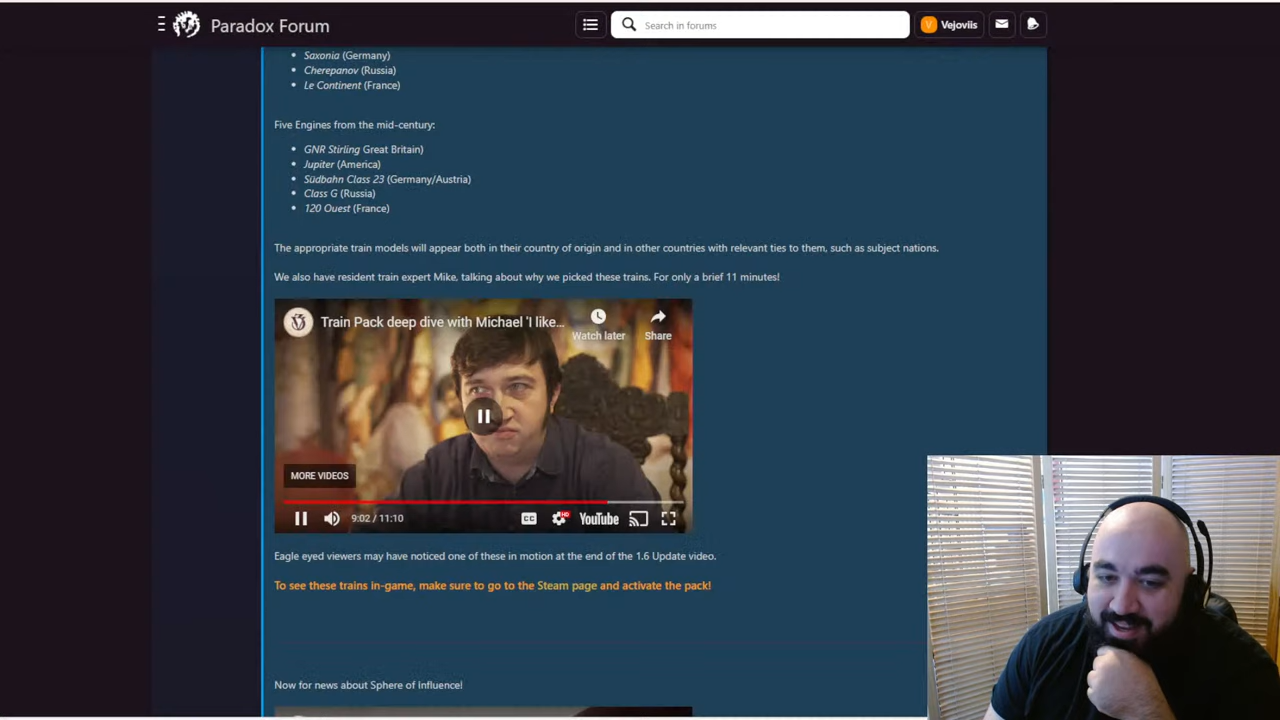 Paradox Forum
Search in forums
V Vejoviis
Saxonia (Germany)
Cherepanov (Russia)
Le Continent (France)
Five Engines from the mid-century:
GNR Stirling Great Britain)
Jupiter (America)
Südbahn Class 23 (Germany/Austria)
Class G (Russia)
120 Ouest (France)
The appropriate train models will appear both in their country of origin and in other countries with relevant ties to them, such as subject nations.
We also have resident train expert Mike, talking about why we picked these trains. For only a brief 11 minutes!
Train Pack deep dive with Michael 'I like...
Watch later
Share
MORE VIDEOS
9:02 / 11:10
CC
HD
YouTube
Eagle eyed viewers may have noticed one of these in motion at the end of the 1.6 Update video.
To see these trains in-game, make sure to go to the Steam page and activate the pack!
Now for news about Sphere of Influence!